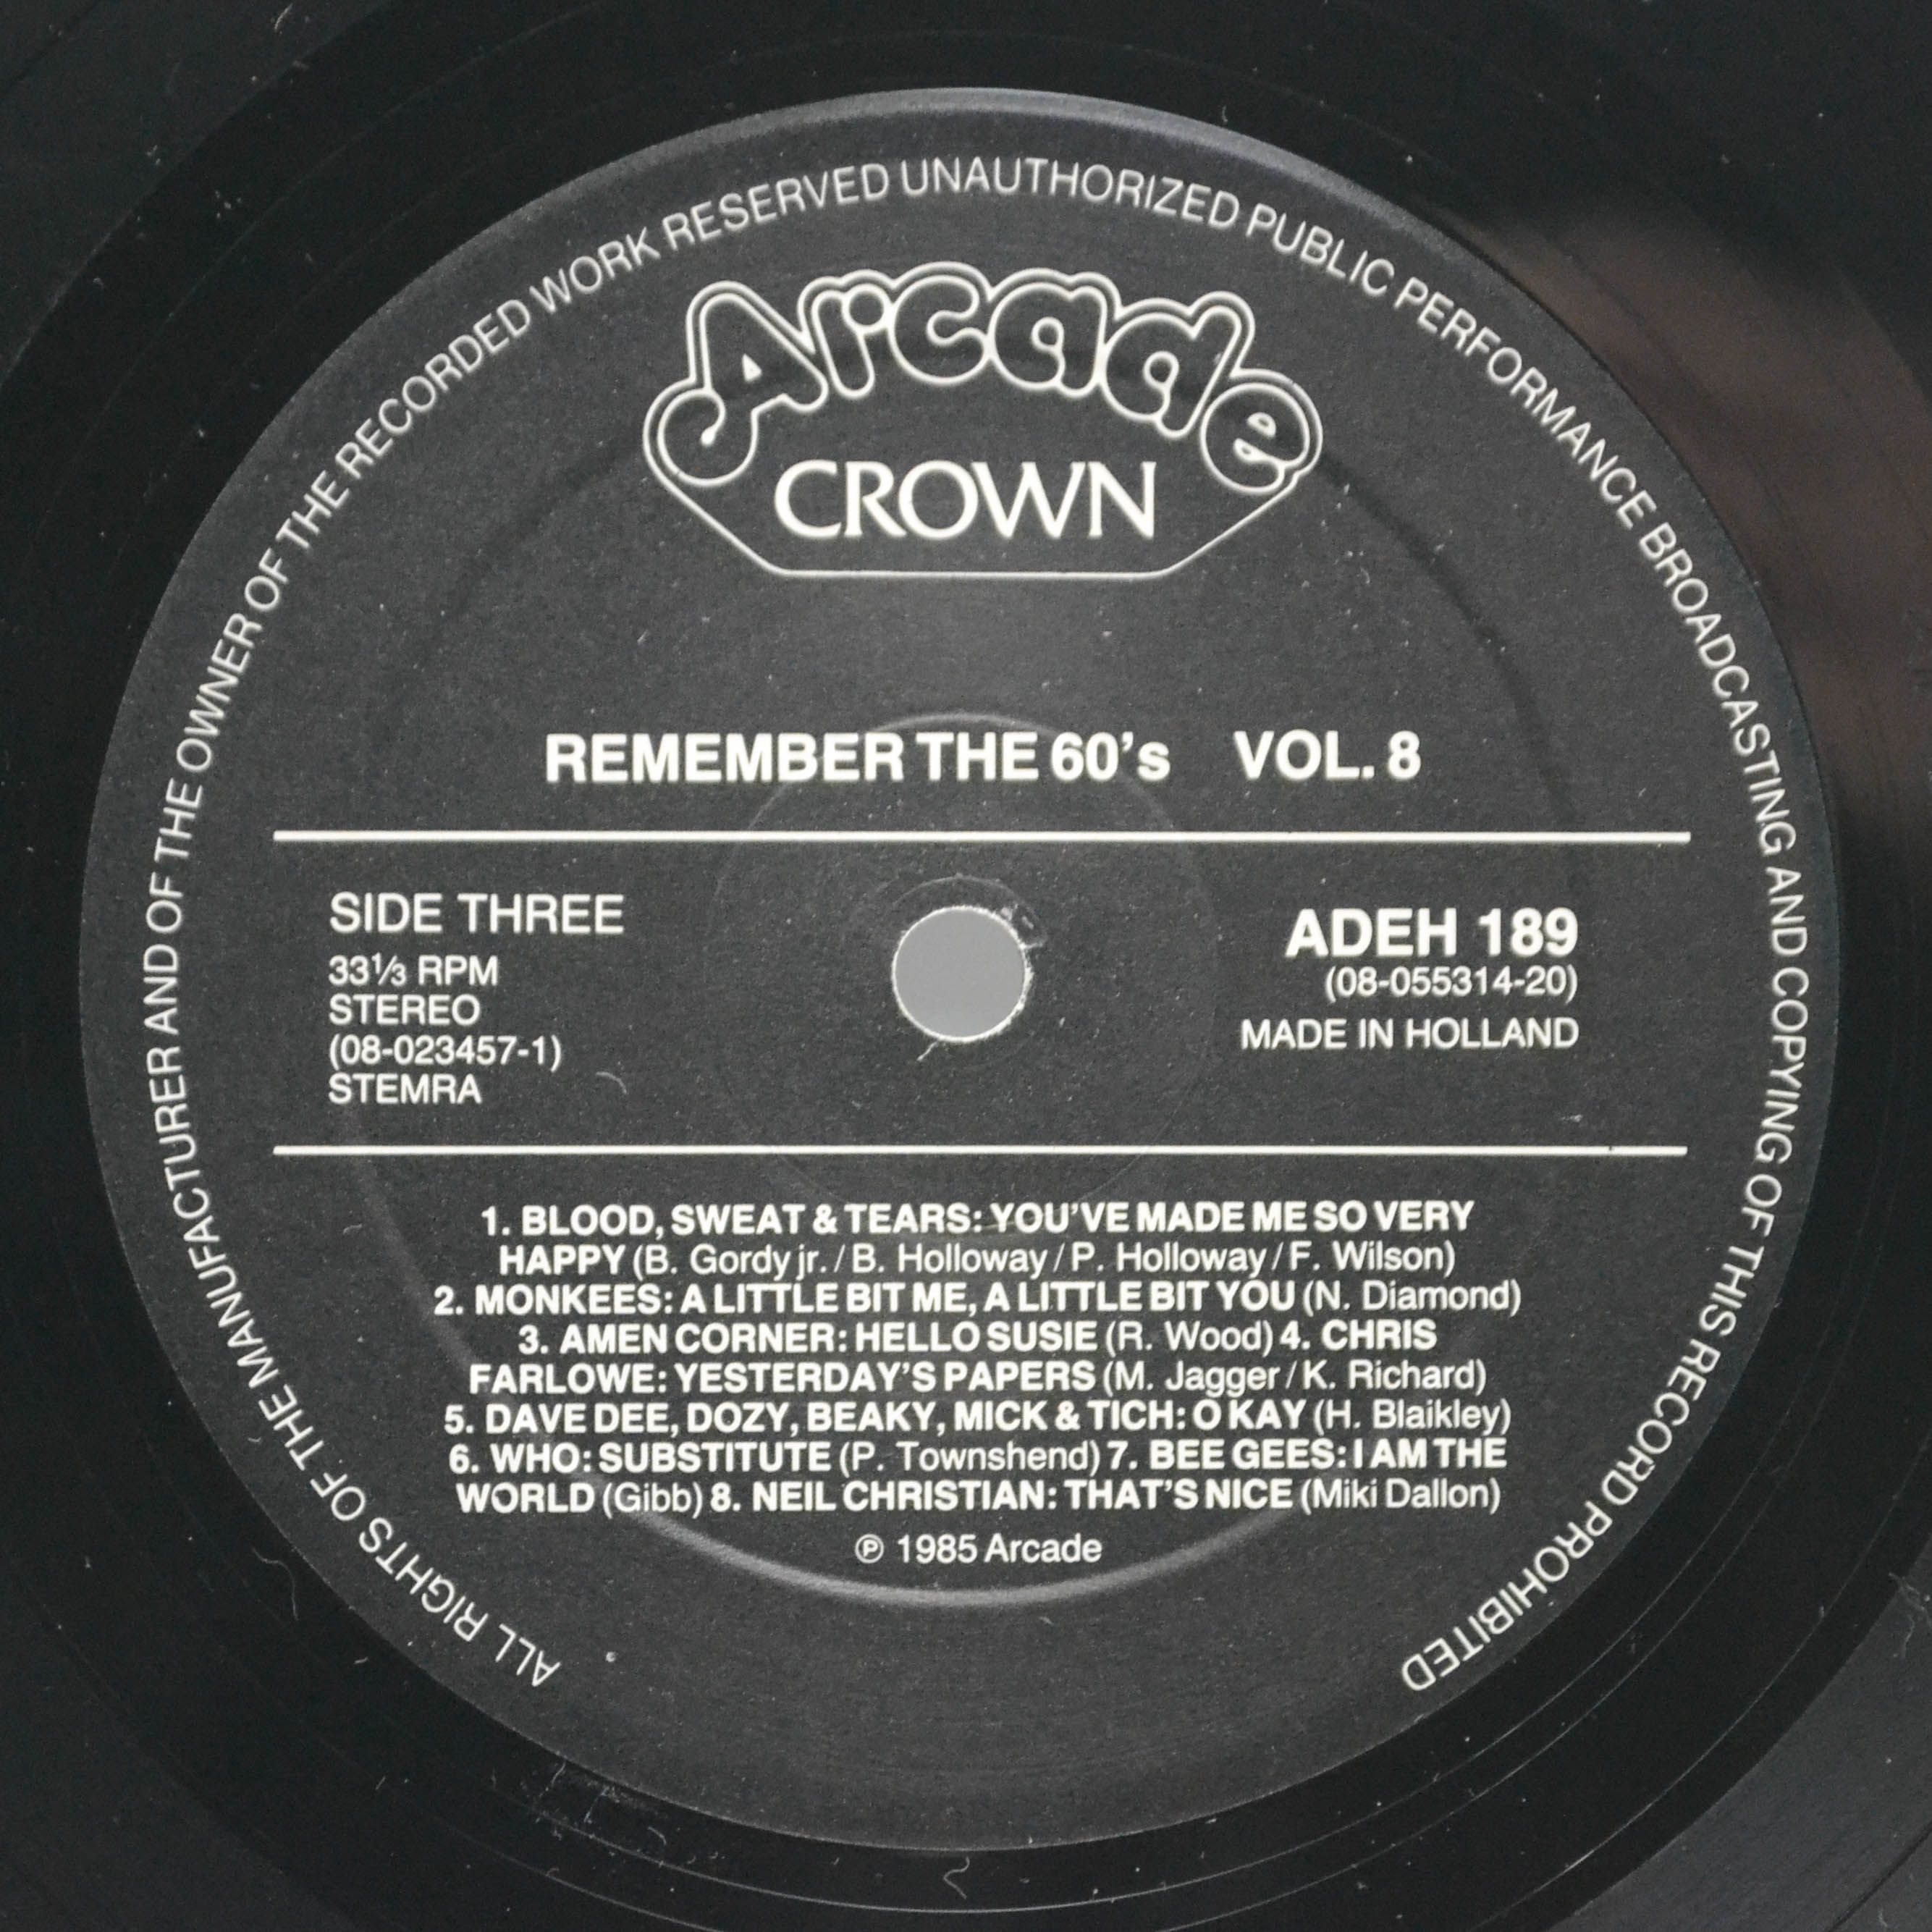 ALL RIGHTS OF THE MANUFACTURER AND OF THE OWNER OF THE RECORDED WORK RESERVED UNAUTHORIZED PUBLIC PERFORMANCE BROADCASTING AND COPYING OF THIS RECORD PROHIBITED
Arcade
CROWN
REMEMBER THE 60's VOL. 8
SIDE THREE
33⅓ RPM
STEREO
(08-023457-1)
STEMRA
ADEH 189
(08-055314-20)
MADE IN HOLLAND
1. BLOOD, SWEAT & TEARS: YOU'VE MADE ME SO VERY
HAPPY (B. Gordy jr. / B. Holloway / P. Holloway / F. Wilson)
2. MONKEES: A LITTLE BIT ME, A LITTLE BIT YOU (N. Diamond)
3. AMEN CORNER: HELLO SUSIE (R. Wood) 4. CHRIS
FARLOWE: YESTERDAY'S PAPERS (M. Jagger / K. Richard)
5. DAVE DEE, DOZY, BEAKY, MICK & TICH: O KAY (H. Blaikley)
6. WHO: SUBSTITUTE (P. Townshend) 7. BEE GEES: I AM THE
WORLD (Gibb) 8. NEIL CHRISTIAN: THAT'S NICE (Miki Dallon)
℗ 1985 Arcade